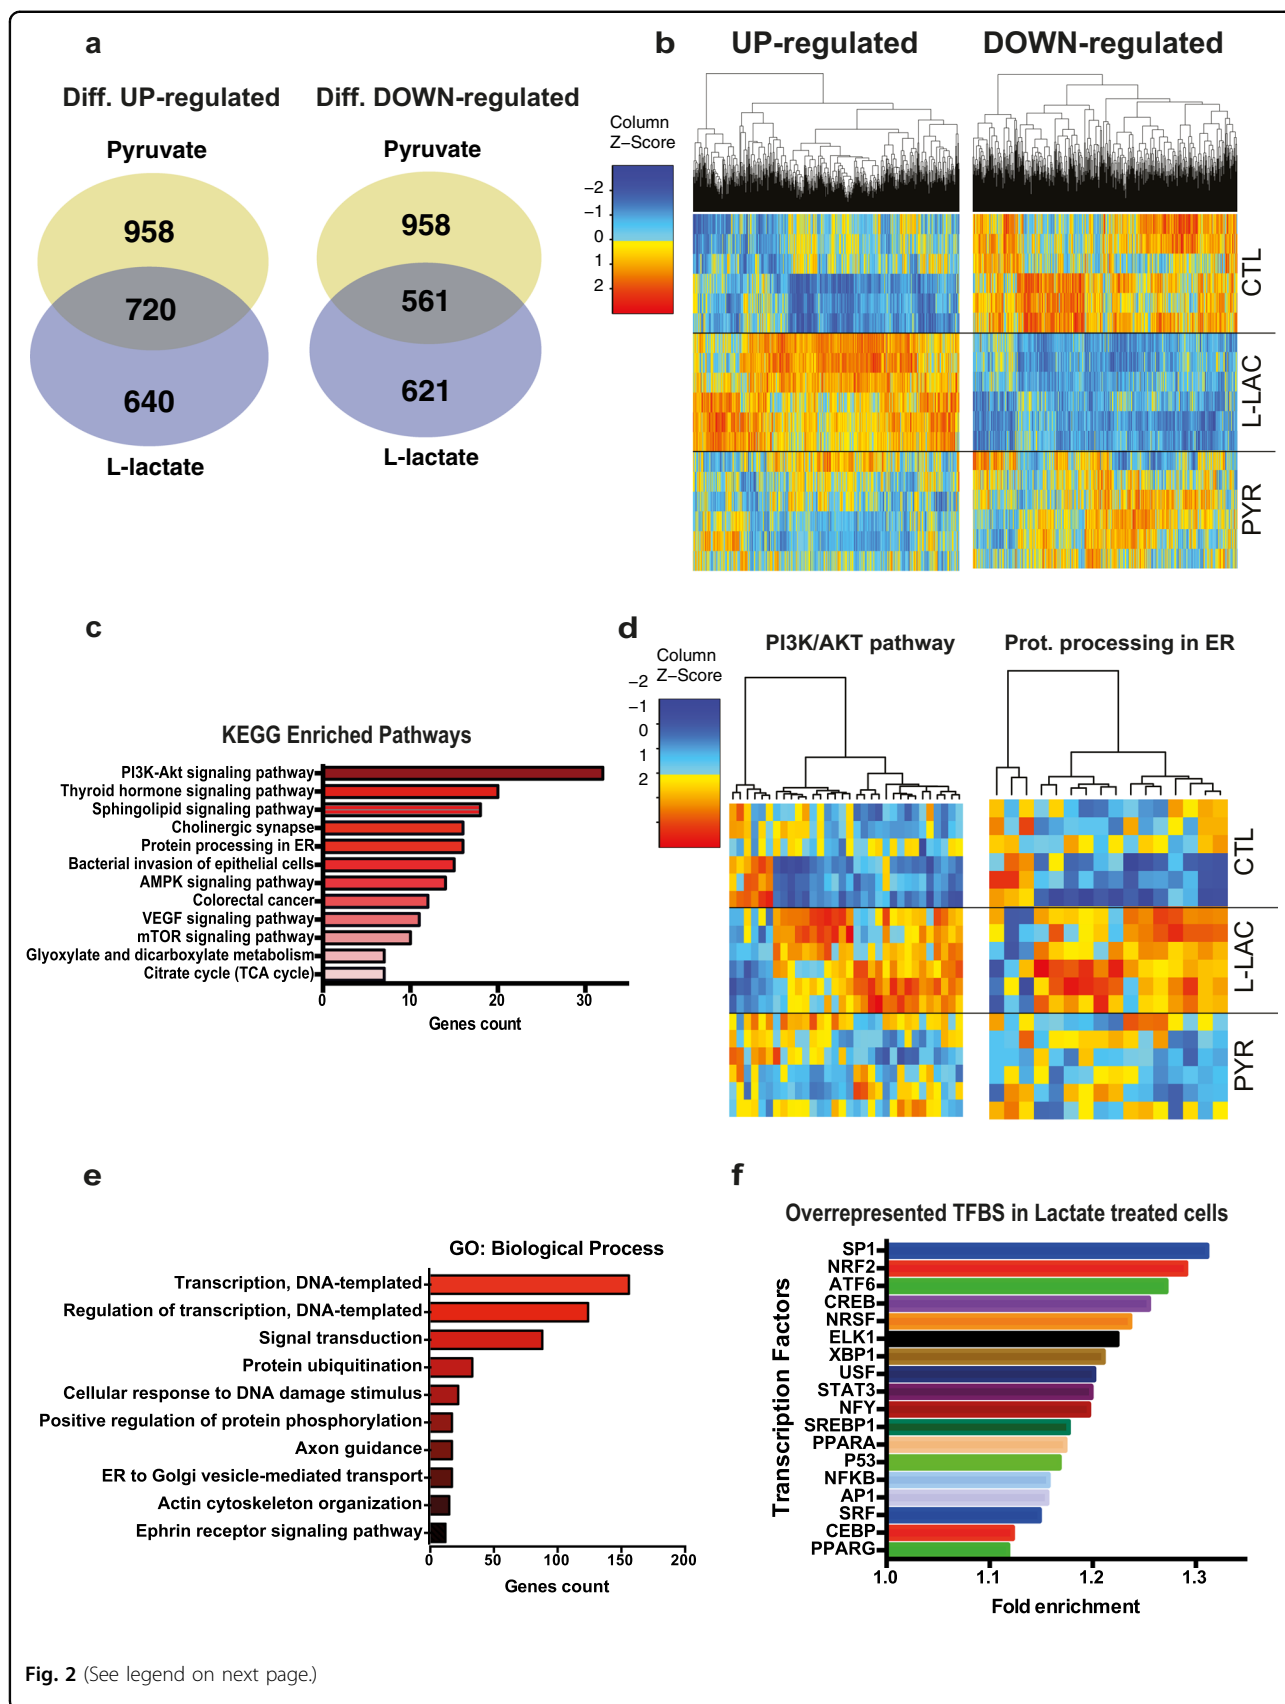 a
Diff. UP-regulated
Diff. DOWN-regulated
Pyruvate
958
720
640
L-lactate
Pyruvate
958
561
621
L-lactate
b
UP-regulated
DOWN-regulated
Column
Z-Score
−2
−1
0
1
2
CTL
L-LAC
PYR
c
KEGG Enriched Pathways
PI3K-Akt signaling pathway
Thyroid hormone signaling pathway
Sphingolipid signaling pathway
Cholinergic synapse
Protein processing in ER
Bacterial invasion of epithelial cells
AMPK signaling pathway
Colorectal cancer
VEGF signaling pathway
mTOR signaling pathway
Glyoxylate and dicarboxylate metabolism
Citrate cycle (TCA cycle)
0 10 20 30
Genes count
d
PI3K/AKT pathway
Prot. processing in ER
Column
Z−Score
−2
−1
0
1
2
CTL
L-LAC
PYR
e
GO: Biological Process
Transcription, DNA-templated
Regulation of transcription, DNA-templated
Signal transduction
Protein ubiquitination
Cellular response to DNA damage stimulus
Positive regulation of protein phosphorylation
Axon guidance
ER to Golgi vesicle-mediated transport
Actin cytoskeleton organization
Ephrin receptor signaling pathway
0 50 100 150 200
Genes count
f
Overrepresented TFBS in Lactate treated cells
Transcription Factors
SP1
NRF2
ATF6
CREB
NRSF
ELK1
XBP1
USF
STAT3
NFY
SREBP1
PPARA
P53
NFKB
AP1
SRF
CEBP
PPARG
1.0 1.1 1.2 1.3
Fold enrichment
Fig. 2 (See legend on next page.)